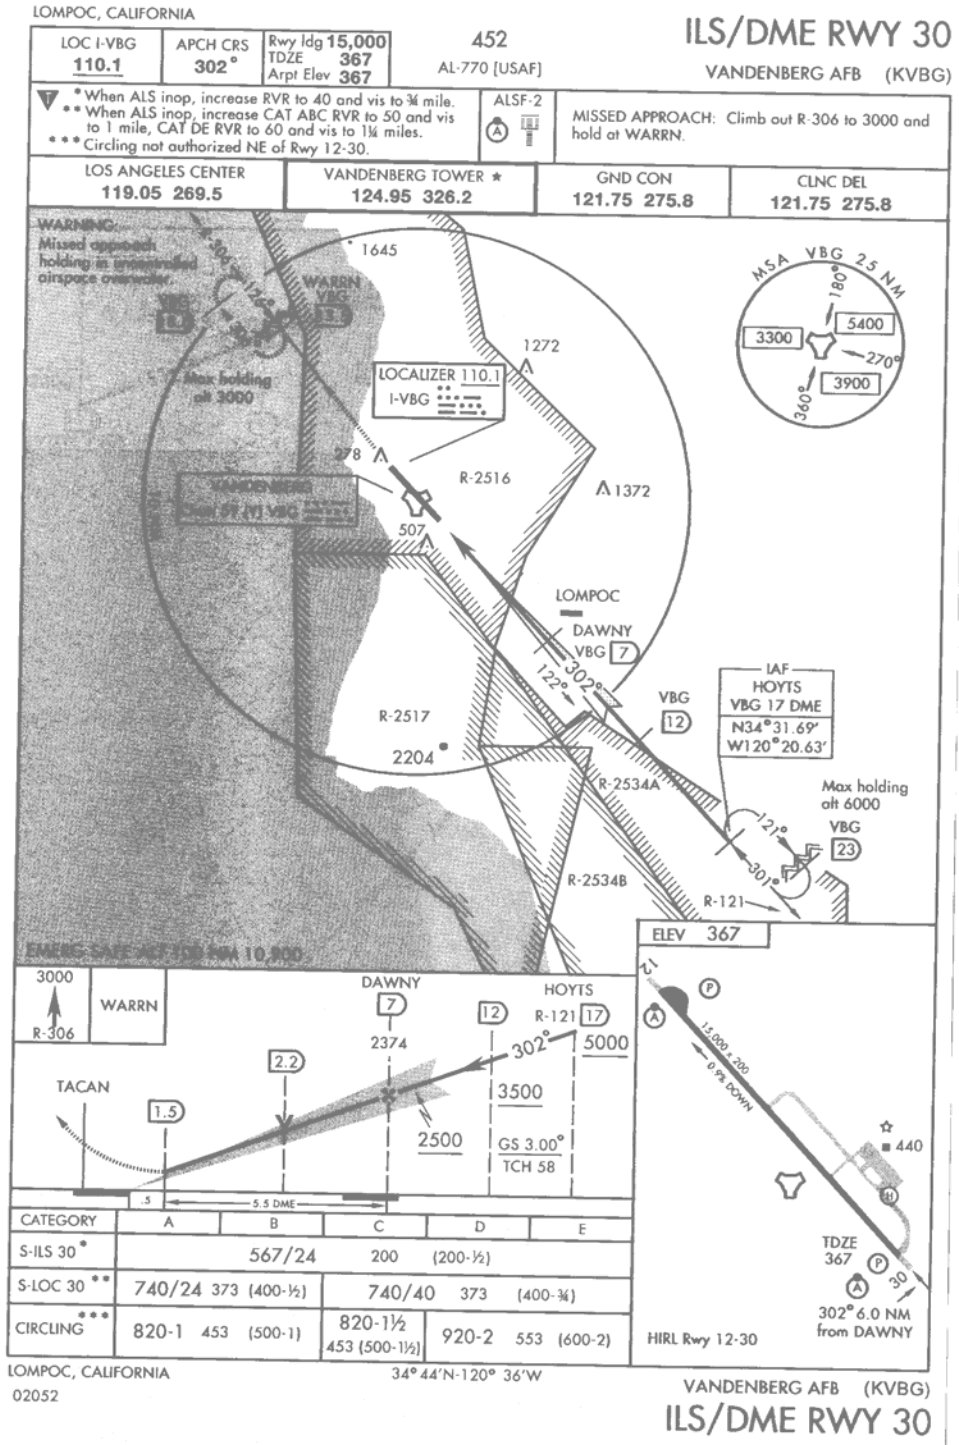 LOMPOC, CALIFORNIA
ILS/DME RWY 30
LOC I-VBG
110.1
APCH CRS
302°
Rwy ldg 15,000
TDZE 367
Arpt Elev 367
452
AL-770 [USAF]
VANDENBERG AFB (KVBG)
T
* When ALS inop, increase RVR to 40 and vis to ¾ mile.
** When ALS inop, increase CAT ABC RVR to 50 and vis
to 1 mile, CAT DE RVR to 60 and vis to 1¼ miles.
*** Circling not authorized NE of Rwy 12-30.
ALSF-2
A
MISSED APPROACH: Climb out R-306 to 3000 and
hold at WARRN.
LOS ANGELES CENTER
119.05 269.5
VANDENBERG TOWER ★
124.95 326.2
GND CON
121.75 275.8
CLNC DEL
121.75 275.8
WARNING:
Missed approach
holding in uncontrolled
airspace overwater.
R-306
126°
WARRN
VBG
VBG
Max holding
alt 3000
1645
1272
LOCALIZER 110.1
I-VBG
278
R-2516
1372
VANDENBERG
Chan 59 (Y) VBG
507
MSA VBG 25 NM
180°
5400
3300
270°
3900
360°
LOMPOC
DAWNY
VBG 7
302°
122°
VBG
12
IAF
HOYTS
VBG 17 DME
N34°31.69'
W120°20.63'
R-2517
2204
R-2534A
Max holding
alt 6000
VBG
23
121°
301°
R-121
R-2534B
EMERG SAFE ALT 100 NM 10,900
3000
R-306
WARRN
DAWNY
7
2374
12
HOYTS
R-121 17
302°
5000
2.2
TACAN
1.5
3500
2500
GS 3.00°
TCH 58
.5
5.5 DME
CATEGORY A B C D E
S-ILS 30 * 567/24 200 (200-½)
S-LOC 30 ** 740/24 373 (400-½) 740/40 373 (400-¾)
CIRCLING *** 820-1 453 (500-1) 820-1½ 453 (500-1½) 920-2 553 (600-2)
ELEV 367
12
P
A
15,000 x 200
0.9% DOWN
440
H
TDZE
367
P
A
30
302° 6.0 NM
from DAWNY
HIRL Rwy 12-30
LOMPOC, CALIFORNIA
02052
34°44'N-120°36'W
VANDENBERG AFB (KVBG)
ILS/DME RWY 30